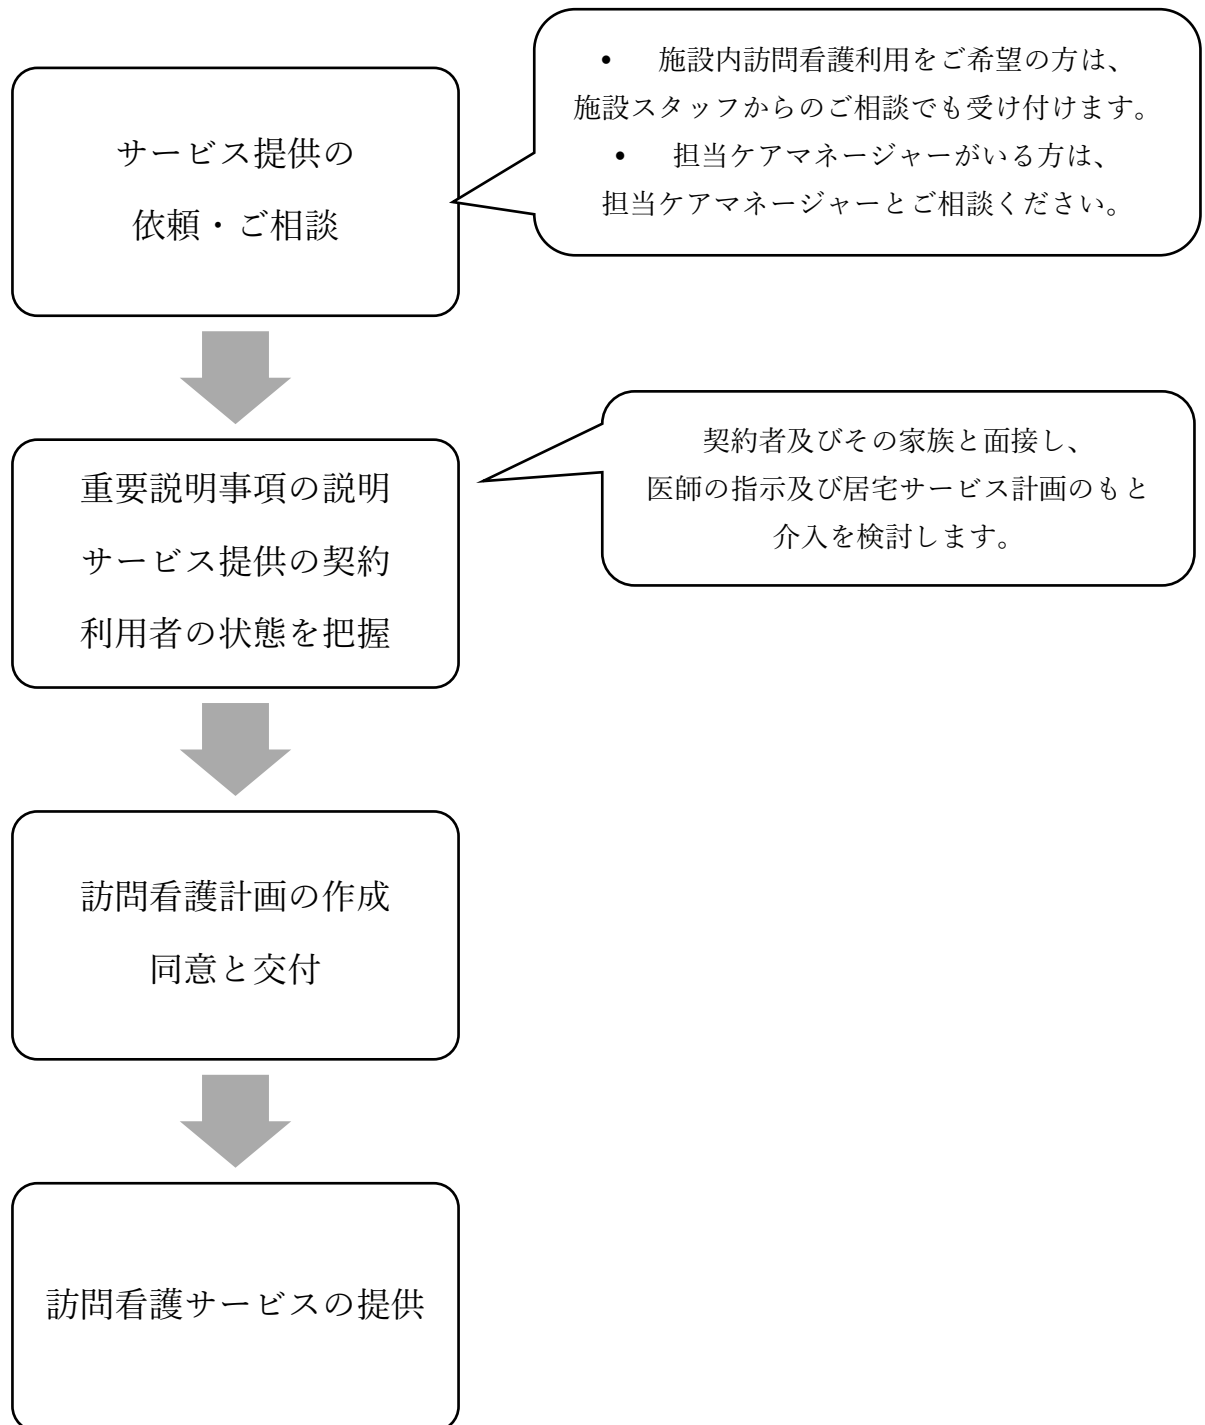 サービス提供の
依頼・ご相談
• 施設内訪問看護利用をご希望の方は、
施設スタッフからのご相談でも受け付けます。
• 担当ケアマネージャーがいる方は、
担当ケアマネージャーとご相談ください。
重要説明事項の説明
サービス提供の契約
利用者の状態を把握
契約者及びその家族と面接し、
医師の指示及び居宅サービス計画のもと
介入を検討します。
訪問看護計画の作成
同意と交付
訪問看護サービスの提供